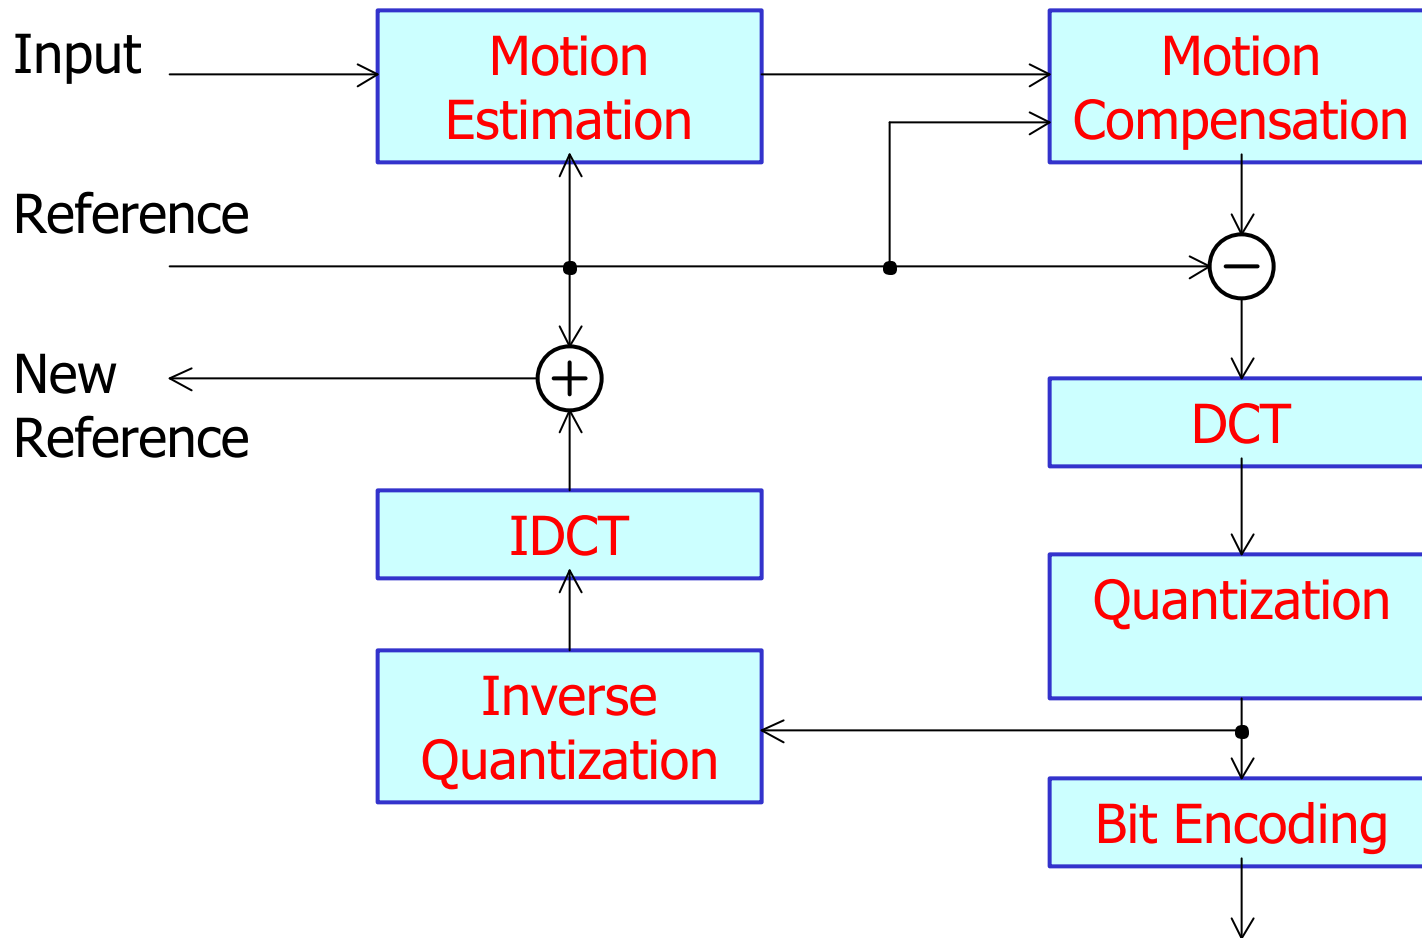 Input
Motion
Estimation
Motion
Compensation
Reference
New
Reference
DCT
IDCT
Quantization
Inverse
Quantization
Bit Encoding